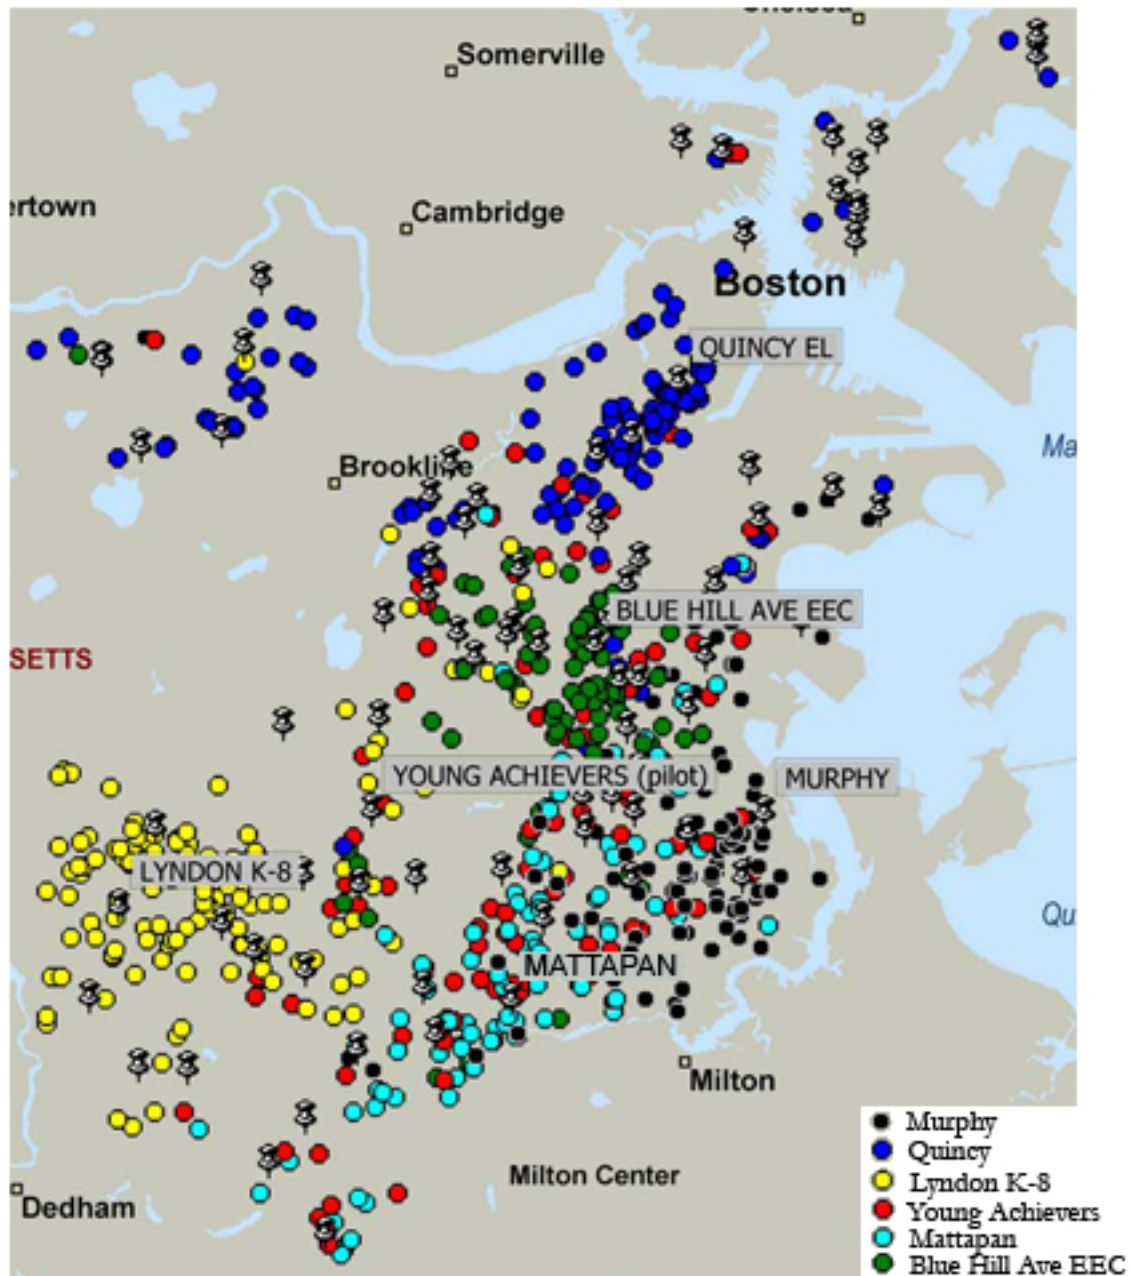 Chelsea
Somerville
ertown
Cambridge
Boston
QUINCY EL
Ma
Brookline
BLUE HILL AVE EEC
SETTS
YOUNG ACHIEVERS (pilot)
MURPHY
LYNDON K-8
Qu
MATTAPAN
Milton
Milton Center
Dedham
Murphy
Quincy
Lyndon K-8
Young Achievers
Mattapan
Blue Hill Ave EEC